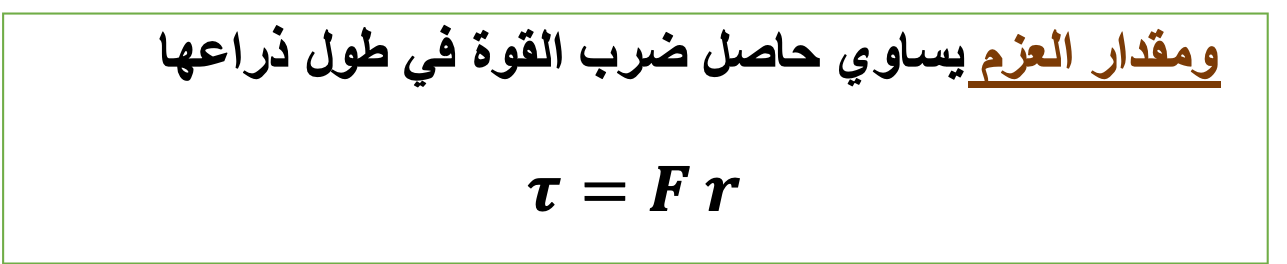 ومقدار العزم يساوي حاصل ضرب القوة في طول ذراعها
τ = F r